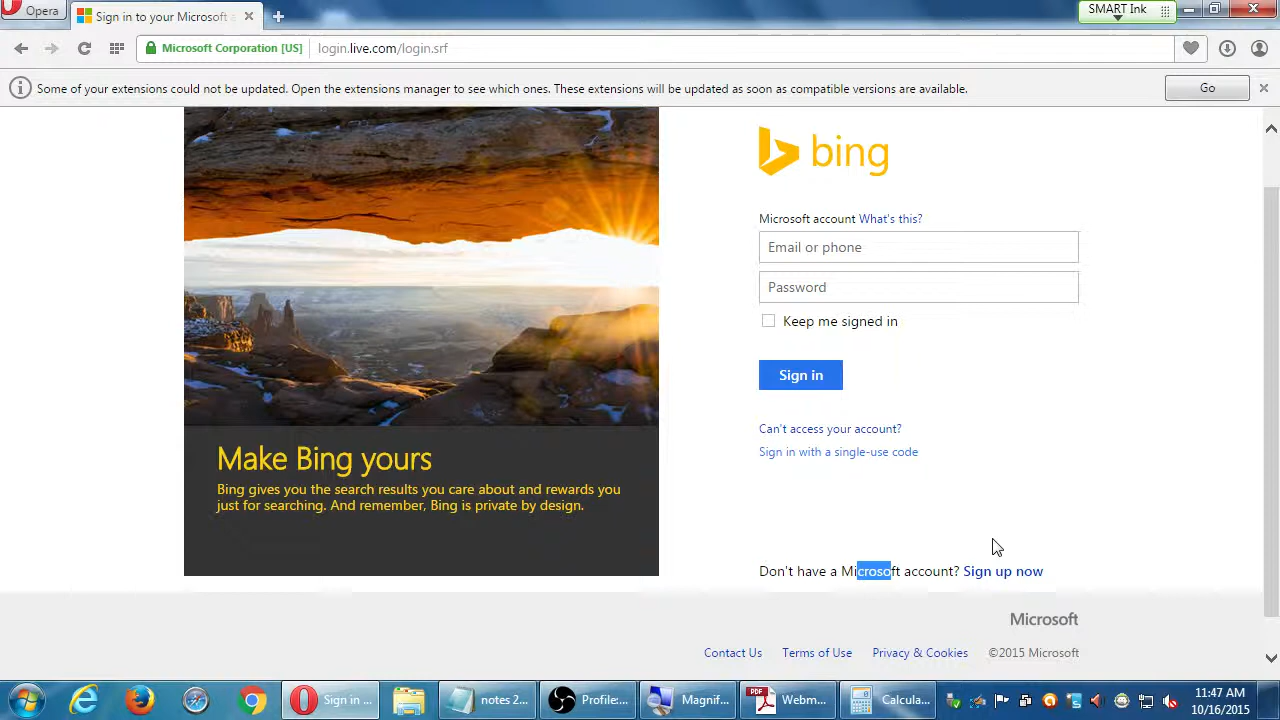 Opera
Sign in to your Microsoft a
SMART Ink
Microsoft Corporation [US]
login.live.com/login.srf
Some of your extensions could not be updated. Open the extensions manager to see which ones. These extensions will be updated as soon as compatible versions are available.
Go
bing
Microsoft account What's this?
Email or phone
Password
Keep me signed in
Sign in
Can't access your account?
Sign in with a single-use code
Make Bing yours
Bing gives you the search results you care about and rewards you
just for searching. And remember, Bing is private by design.
Don't have a Microsoft account? Sign up now
Microsoft
Contact Us
Terms of Use
Privacy & Cookies
©2015 Microsoft
Sign in ...
notes 2...
Profile:...
Magnif...
PDF
Webm...
Calcula...
11:47 AM
10/16/2015